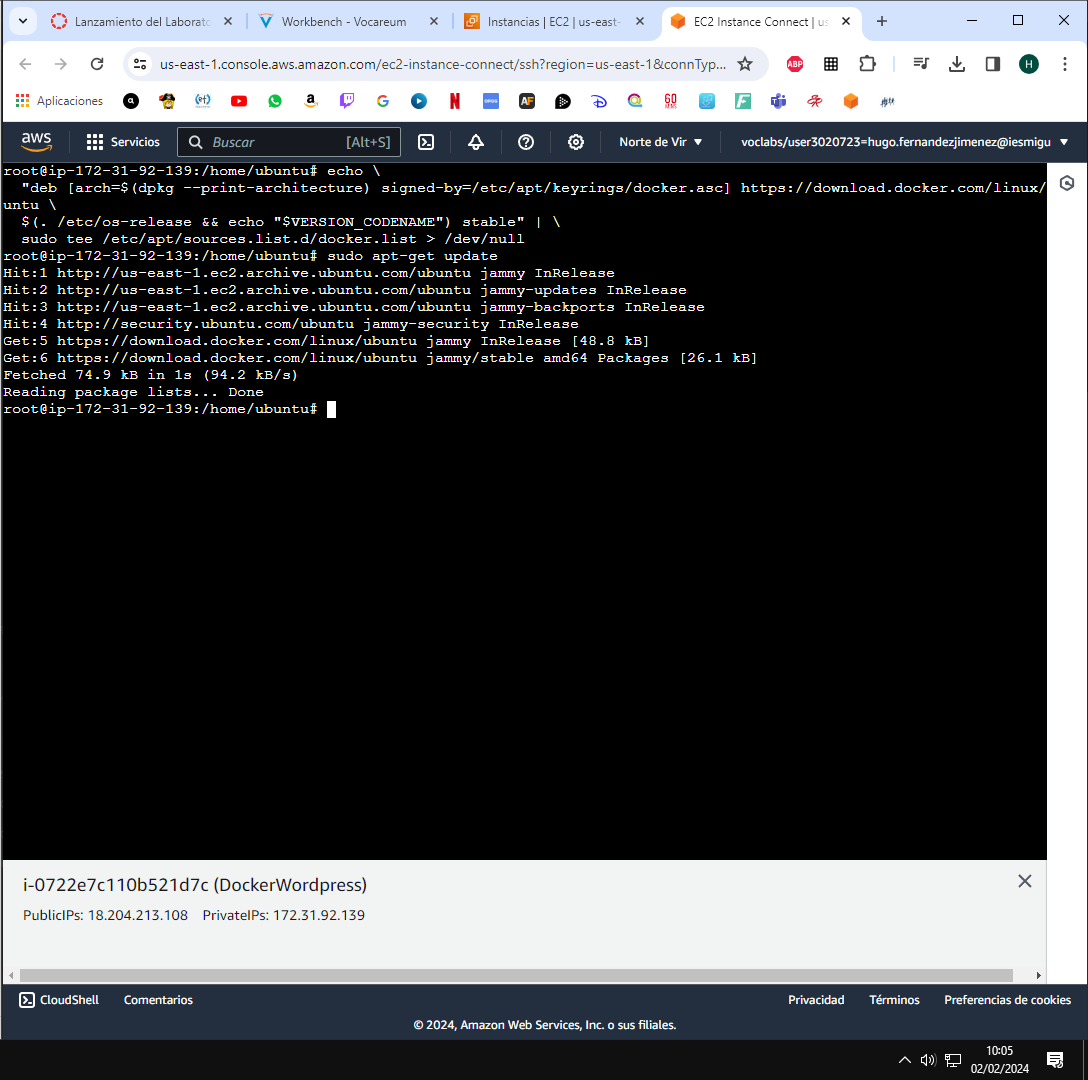 Lanzamiento del Laborato
Workbench - Vocareum
Instancias | EC2 | us-east-
EC2 Instance Connect | us
us-east-1.console.aws.amazon.com/ec2-instance-connect/ssh?region=us-east-1&connTyp...
ABP
H
Aplicaciones
aws
Servicios
Buscar
[Alt+S]
Norte de Vir
voclabs/user3020723=hugo.fernandezjimenez@iesmigu
root@ip-172-31-92-139:/home/ubuntu# echo \
"deb [arch=$(dpkg --print-architecture) signed-by=/etc/apt/keyrings/docker.asc] https://download.docker.com/linux/
untu \
$(. /etc/os-release && echo "$VERSION_CODENAME") stable" | \
sudo tee /etc/apt/sources.list.d/docker.list > /dev/null
root@ip-172-31-92-139:/home/ubuntu# sudo apt-get update
Hit:1 http://us-east-1.ec2.archive.ubuntu.com/ubuntu jammy InRelease
Hit:2 http://us-east-1.ec2.archive.ubuntu.com/ubuntu jammy-updates InRelease
Hit:3 http://us-east-1.ec2.archive.ubuntu.com/ubuntu jammy-backports InRelease
Hit:4 http://security.ubuntu.com/ubuntu jammy-security InRelease
Get:5 https://download.docker.com/linux/ubuntu jammy InRelease [48.8 kB]
Get:6 https://download.docker.com/linux/ubuntu jammy/stable amd64 Packages [26.1 kB]
Fetched 74.9 kB in 1s (94.2 kB/s)
Reading package lists... Done
root@ip-172-31-92-139:/home/ubuntu#
i-0722e7c110b521d7c (DockerWordpress)
PublicIPs: 18.204.213.108 PrivateIPs: 172.31.92.139
CloudShell
Comentarios
Privacidad
Términos
Preferencias de cookies
© 2024, Amazon Web Services, Inc. o sus filiales.
10:05
02/02/2024